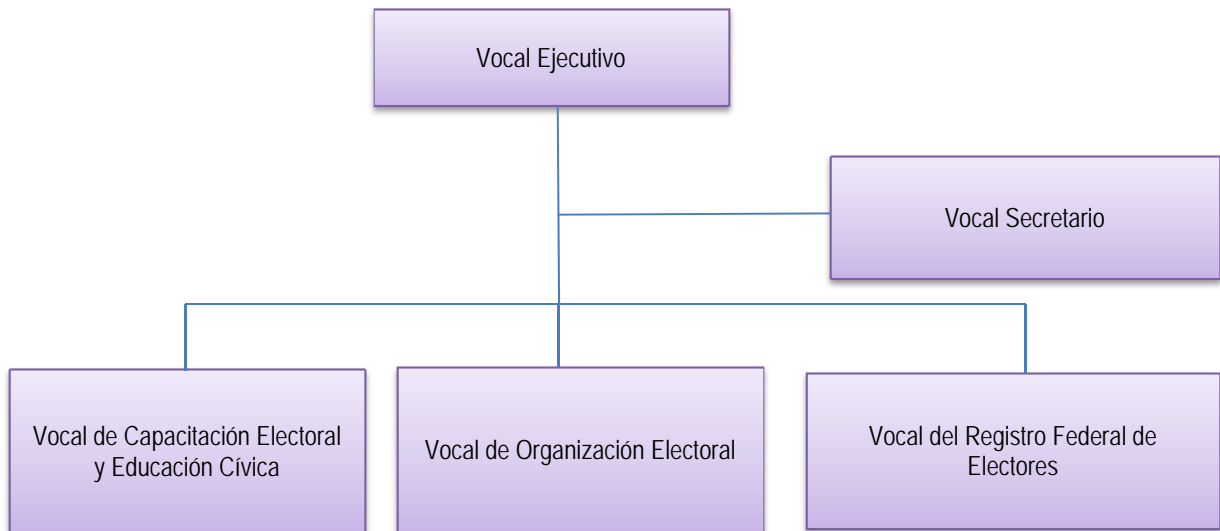 Vocal Ejecutivo
Vocal Secretario
Vocal de Capacitación Electoral
y Educación Cívica
Vocal de Organización Electoral
Vocal del Registro Federal de
Electores